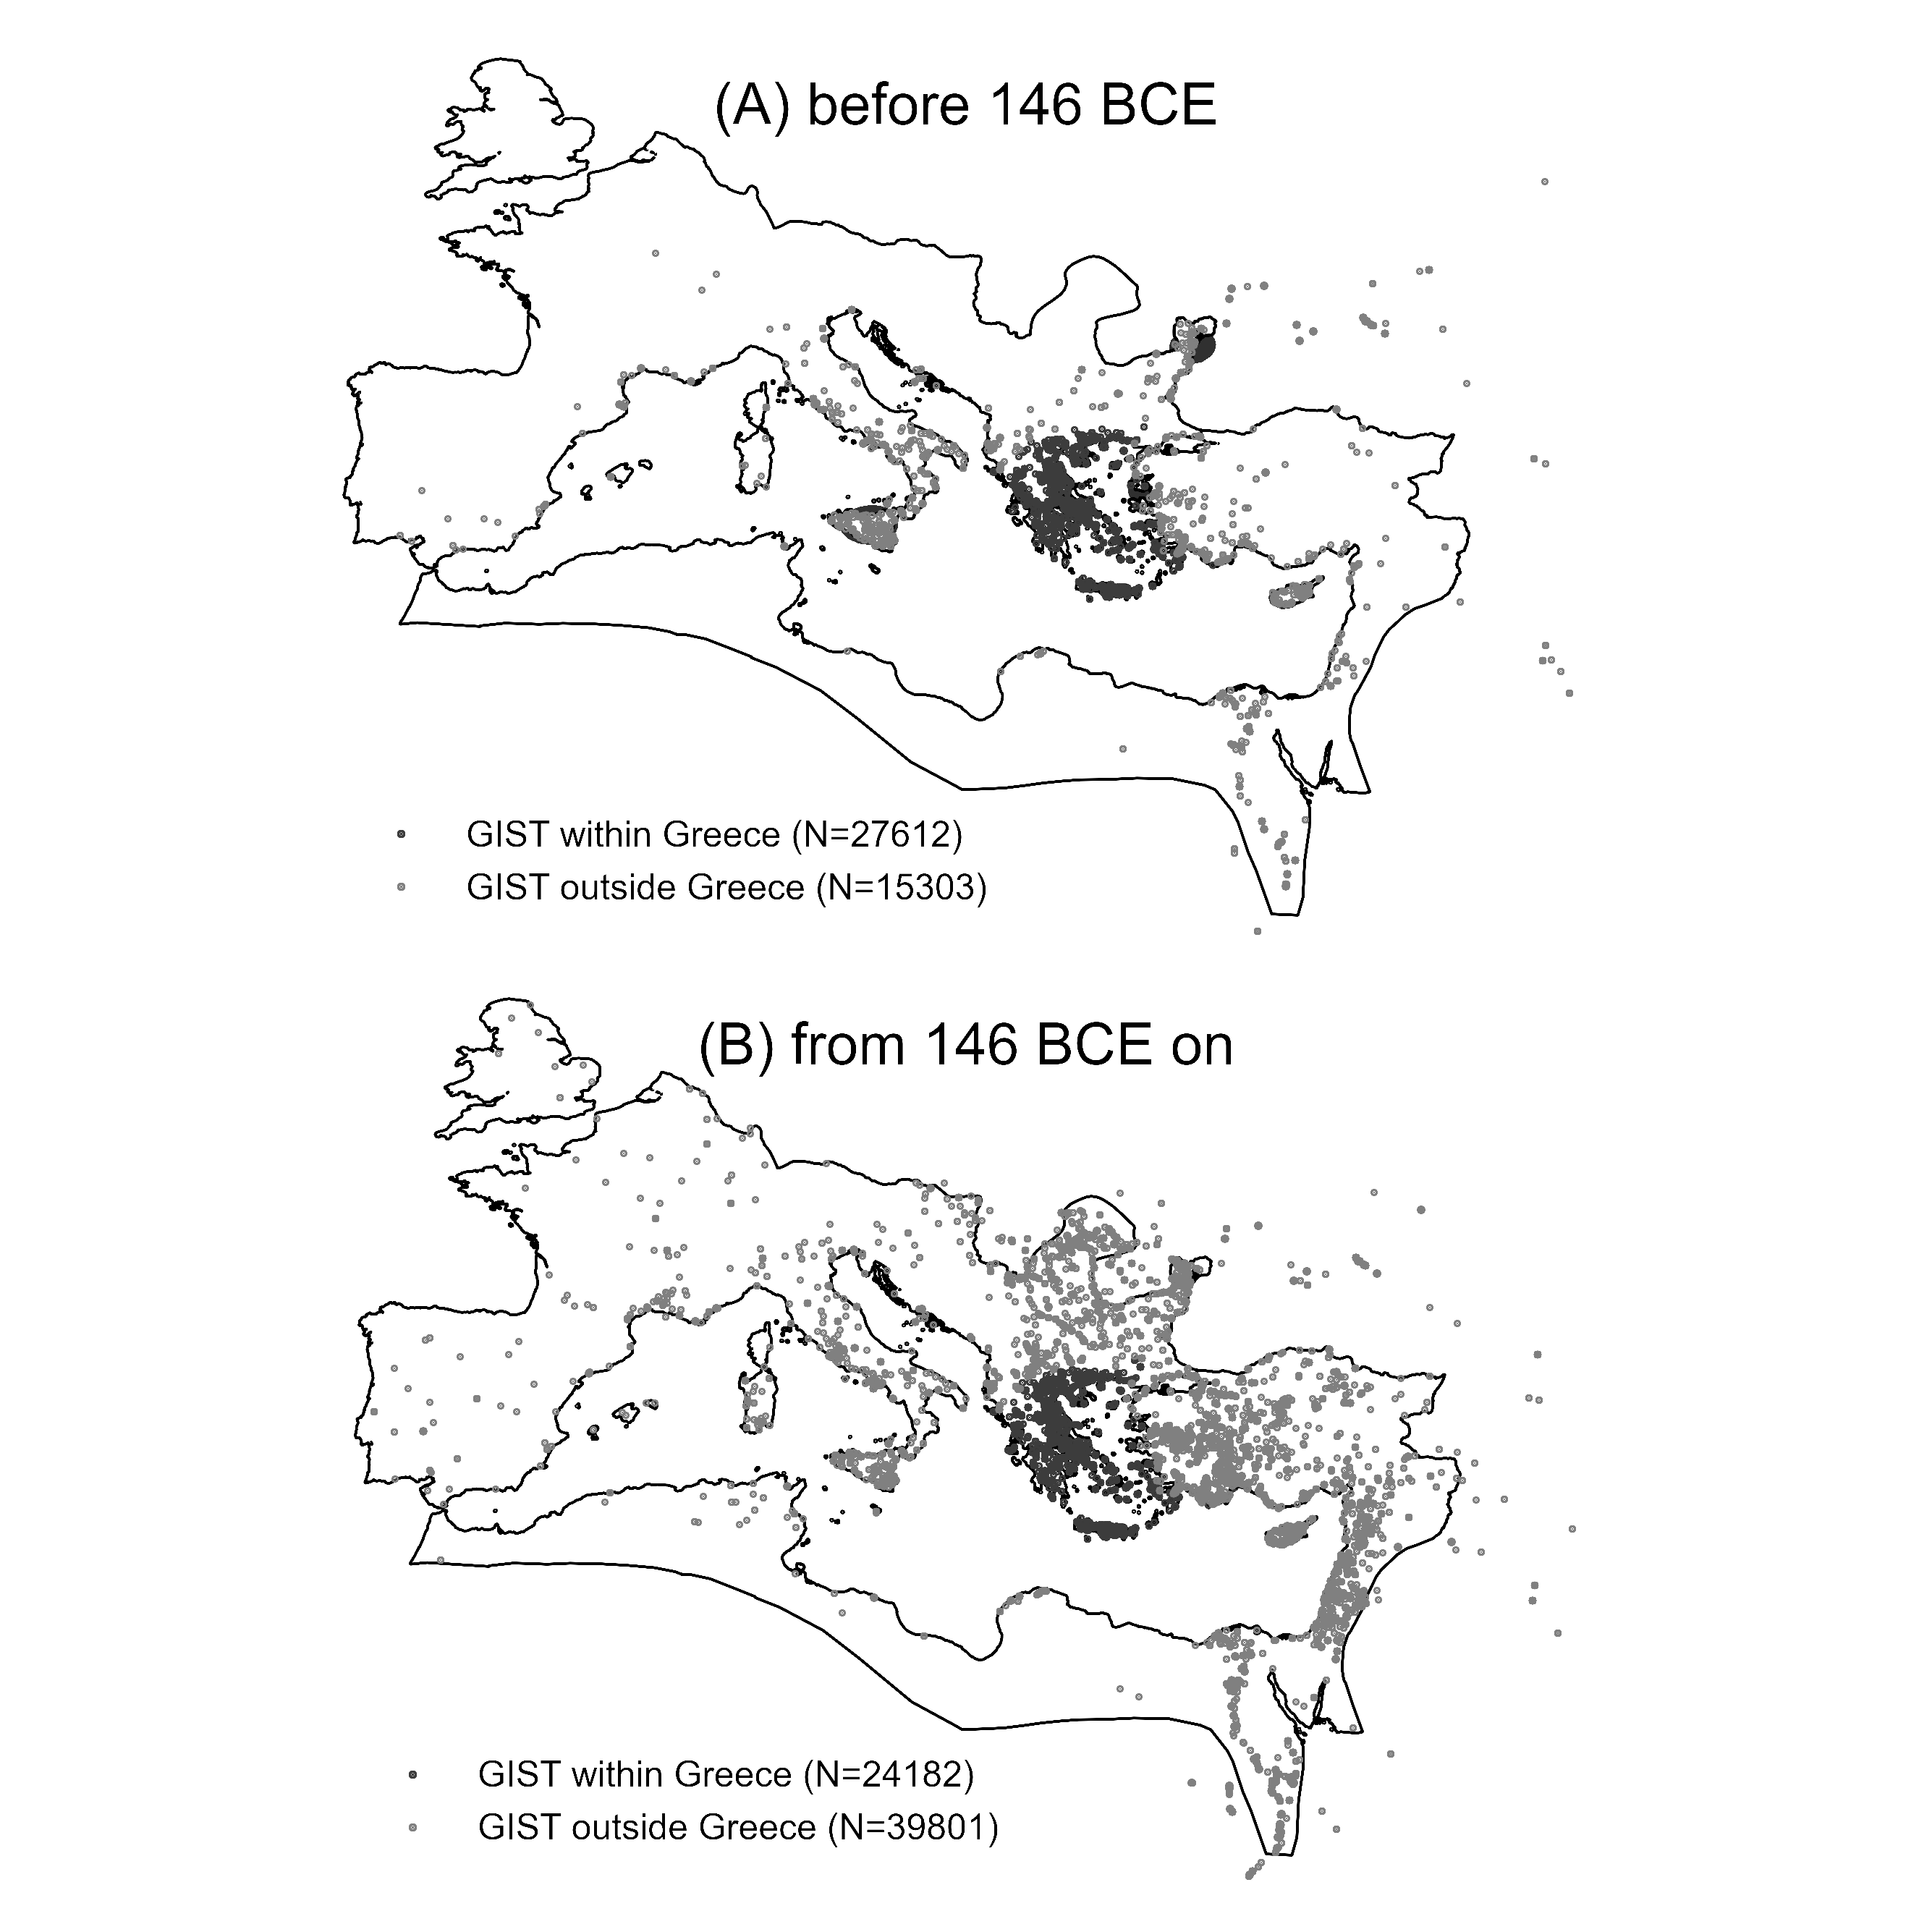 (A) before 146 BCE
GIST within Greece (N=27612)
GIST outside Greece (N=15303)
(B) from 146 BCE on
GIST within Greece (N=24182)
GIST outside Greece (N=39801)